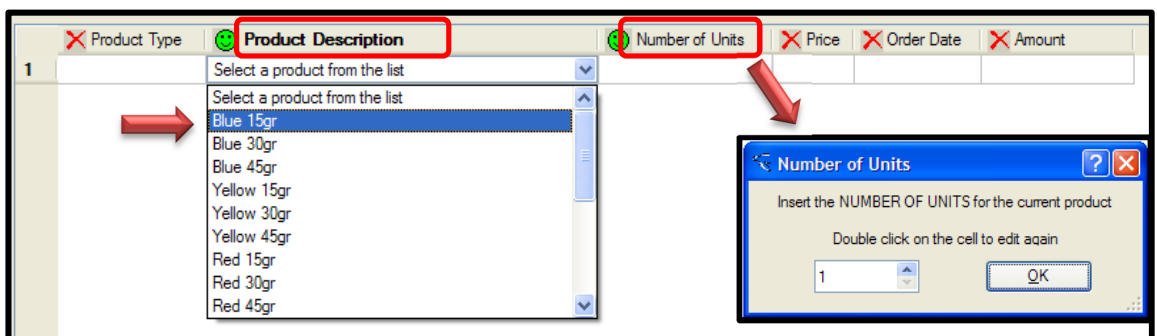 Product Type Product Description Number of Units Price Order Date Amount
1 Select a product from the list
Select a product from the list
Blue 15gr
Blue 30gr
Blue 45gr
Yellow 15gr
Yellow 30gr
Yellow 45gr
Red 15gr
Red 30gr
Red 45gr
Number of Units ?
Insert the NUMBER OF UNITS for the current product
Double click on the cell to edit again
1 OK